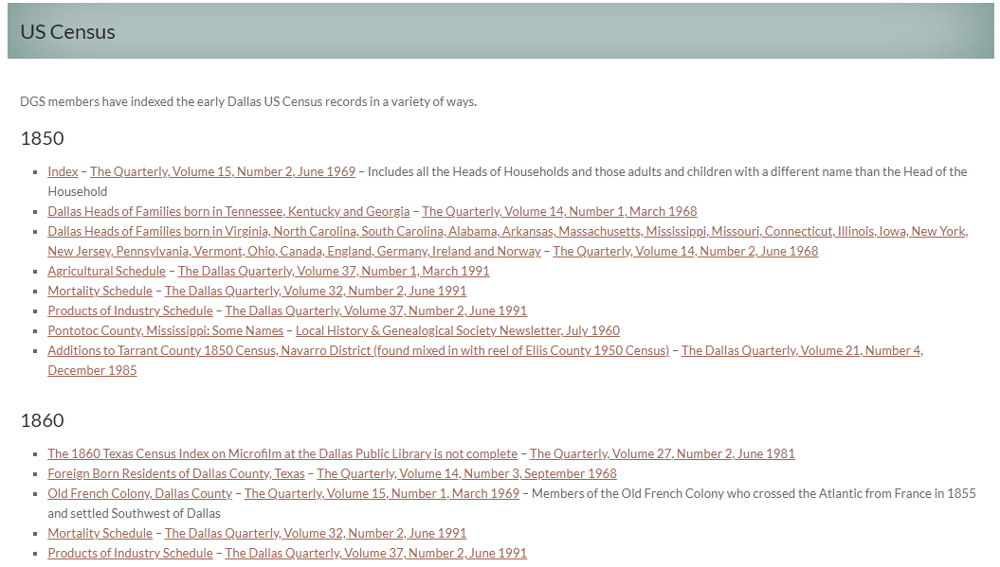 US Census
DGS members have indexed the early Dallas US Census records in a variety of ways.
1850
Index – The Quarterly, Volume 15, Number 2, June 1969 – Includes all the Heads of Households and those adults and children with a different name than the Head of the
Household
Dallas Heads of Families born in Tennessee, Kentucky and Georgia – The Quarterly, Volume 14, Number 1, March 1968
Dallas Heads of Families born in Virginia, North Carolina, South Carolina, Alabama, Arkansas, Massachusetts, Mississippi, Missouri, Connecticut, Illinois, Iowa, New York,
New Jersey, Pennsylvania, Vermont, Ohio, Canada, England, Germany, Ireland and Norway – The Quarterly, Volume 14, Number 2, June 1968
Agricultural Schedule – The Dallas Quarterly, Volume 37, Number 1, March 1991
Mortality Schedule – The Dallas Quarterly, Volume 32, Number 2, June 1991
Products of Industry Schedule – The Dallas Quarterly, Volume 37, Number 2, June 1991
Pontotoc County, Mississippi: Some Names – Local History & Genealogical Society Newsletter, July 1960
Additions to Tarrant County 1850 Census, Navarro District (found mixed in with reel of Ellis County 1950 Census) – The Dallas Quarterly, Volume 21, Number 4,
December 1985
1860
The 1860 Texas Census Index on Microfilm at the Dallas Public Library is not complete – The Quarterly, Volume 27, Number 2, June 1981
Foreign Born Residents of Dallas County, Texas – The Quarterly, Volume 14, Number 3, September 1968
Old French Colony, Dallas County – The Quarterly, Volume 15, Number 1, March 1969 – Members of the Old French Colony who crossed the Atlantic from France in 1855
and settled Southwest of Dallas
Mortality Schedule – The Dallas Quarterly, Volume 32, Number 2, June 1991
Products of Industry Schedule – The Dallas Quarterly, Volume 37, Number 2, June 1991